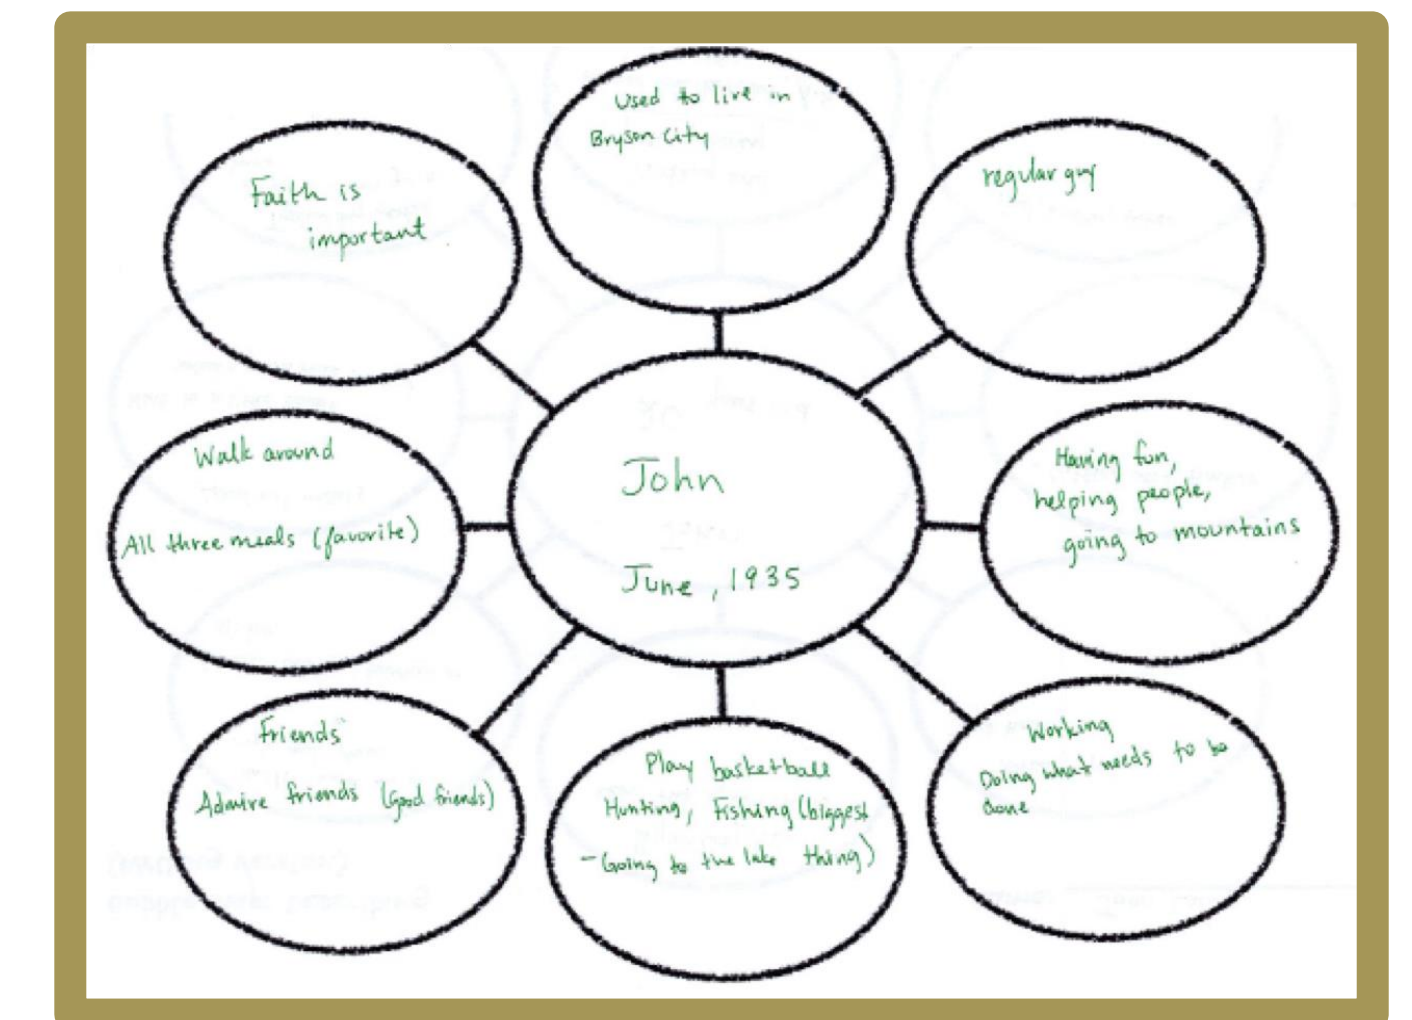 John
June, 1935
Used to live in
Bryson City
regular guy
Having fun,
helping people,
going to mountains
Working
Doing what needs to be
done
Play basketball
Hunting, Fishing (biggest
- Going to the lake thing)
Friends
Admire friends (Good friends)
Walk around
All three meals (favorite)
Faith is
important